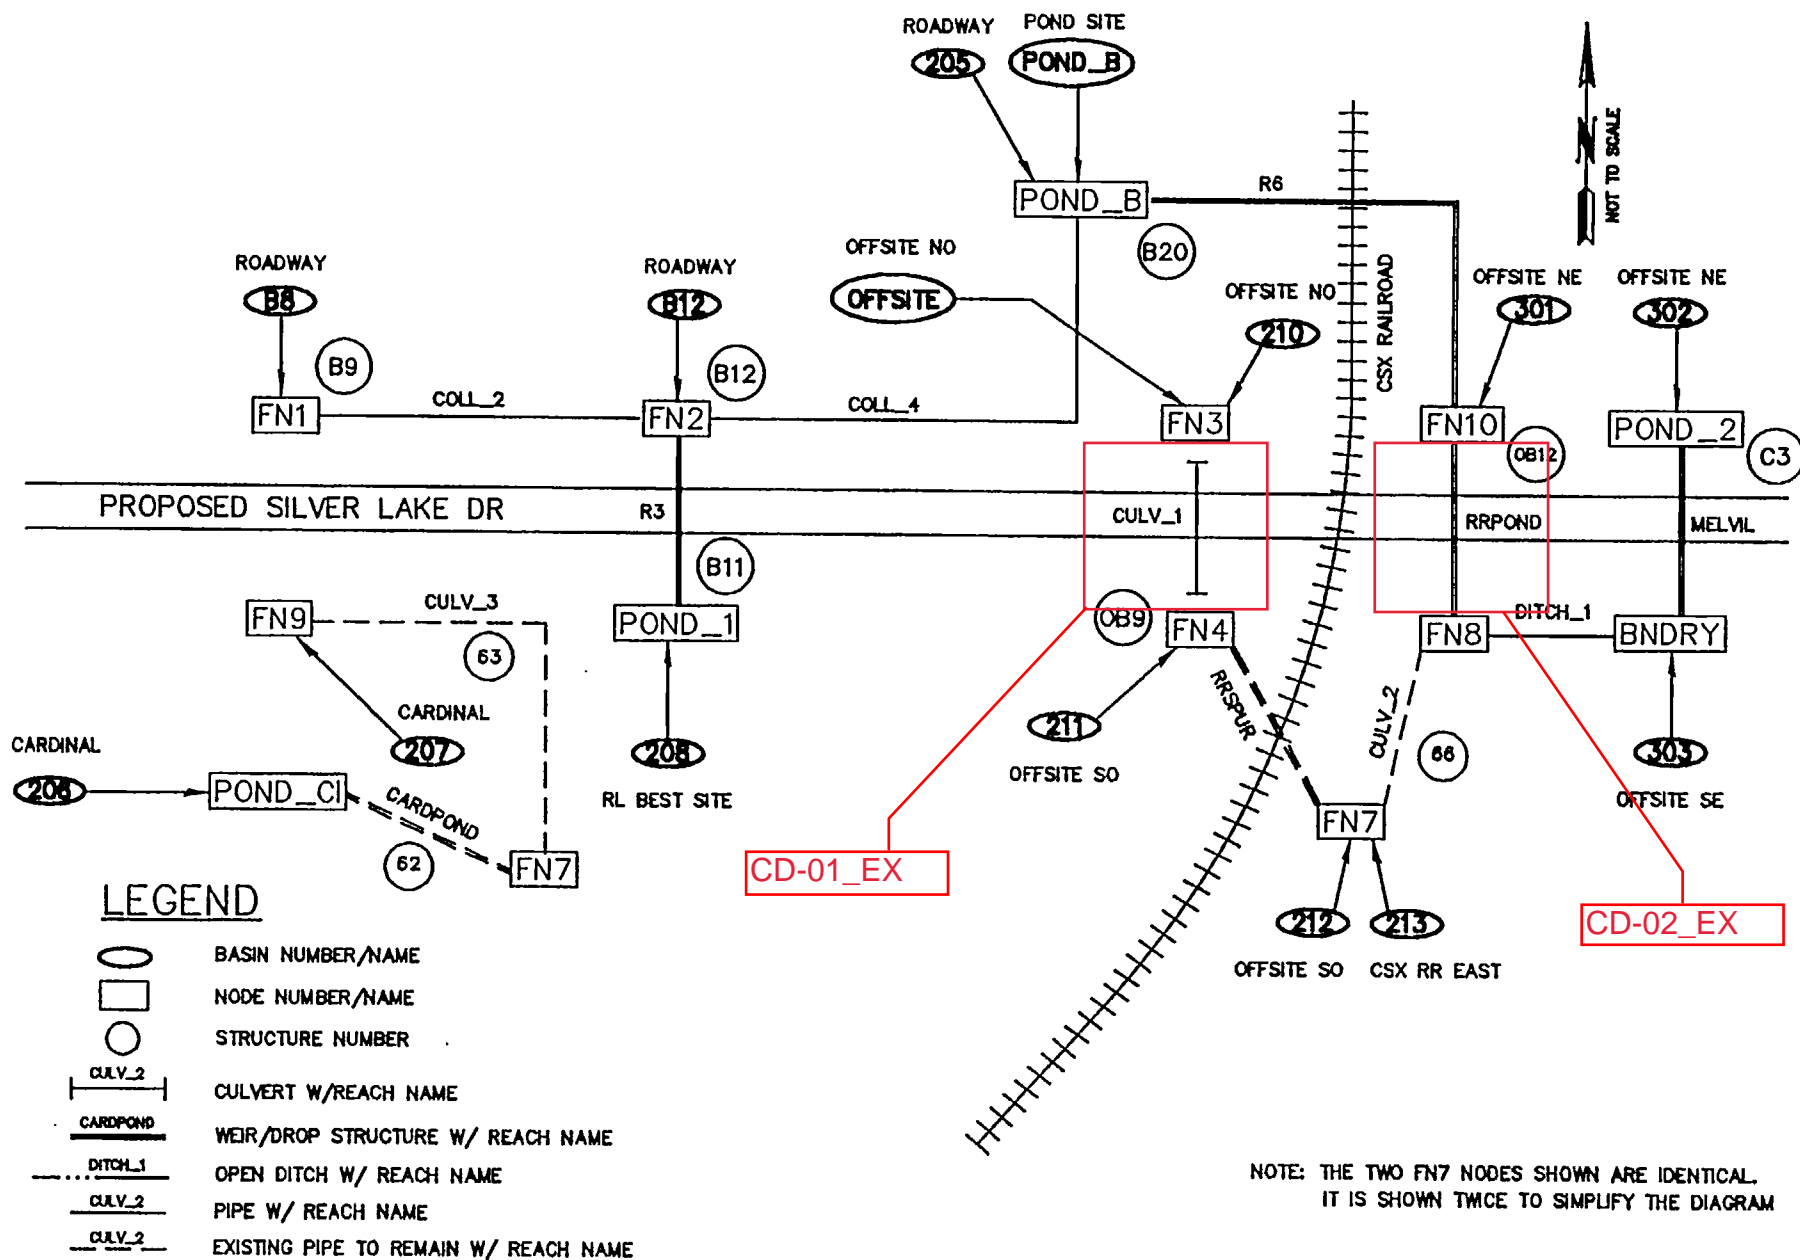 ROADWAY
205
POND SITE
POND_B
POND_B
R6
B20
N
NOT TO SCALE
CSX RAILROAD
ROADWAY
B8
B9
FN1
COLL_2
ROADWAY
B12
B12
FN2
COLL_4
OFFSITE NO
OFFSITE
OFFSITE NO
210
FN3
OFFSITE NE
301
FN10
OB12
OFFSITE NE
302
POND_2
C3
PROPOSED SILVER LAKE DR
R3
CULV_1
RRPOND
MELVIL
B11
POND_1
208
RL BEST SITE
FN9
CULV_3
63
CARDINAL
207
CARDINAL
206
POND_CI
CARDPOND
62
FN7
OB9
FN4
211
OFFSITE SO
RRSPUR
FN8
DITCH_1
BNDRY
CULV_2
66
303
OFFSITE SE
FN7
212
213
OFFSITE SO
CSX RR EAST
CD-01_EX
CD-02_EX
LEGEND
BASIN NUMBER/NAME
NODE NUMBER/NAME
STRUCTURE NUMBER
CULV_2
CULVERT W/REACH NAME
CARDPOND
WEIR/DROP STRUCTURE W/ REACH NAME
DITCH_1
OPEN DITCH W/ REACH NAME
CULV_2
PIPE W/ REACH NAME
CULV_2
EXISTING PIPE TO REMAIN W/ REACH NAME
NOTE: THE TWO FN7 NODES SHOWN ARE IDENTICAL.
IT IS SHOWN TWICE TO SIMPLIFY THE DIAGRAM